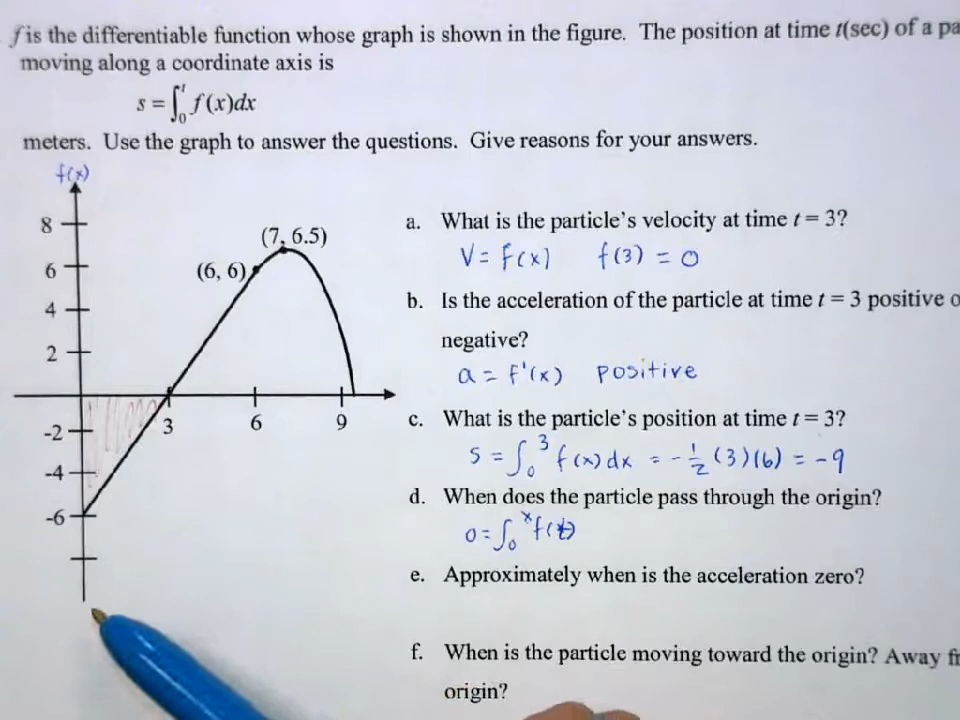 f is the differentiable function whose graph is shown in the figure. The position at time t(sec) of a pa
moving along a coordinate axis is
s = ∫₀ᵗ f(x)dx
meters. Use the graph to answer the questions. Give reasons for your answers.
f(x)
8
6
4
2
-2
-4
-6
3
6
9
(7, 6.5)
(6, 6)
a. What is the particle's velocity at time t = 3?
V = f(x) f(3) = 0
b. Is the acceleration of the particle at time t = 3 positive o
negative?
a = f'(x) positive
c. What is the particle's position at time t = 3?
s = ∫₀³ f(x)dx = -½(3)(6) = -9
d. When does the particle pass through the origin?
0 = ∫₀ˣ f(t)
e. Approximately when is the acceleration zero?
f. When is the particle moving toward the origin? Away fr
origin?